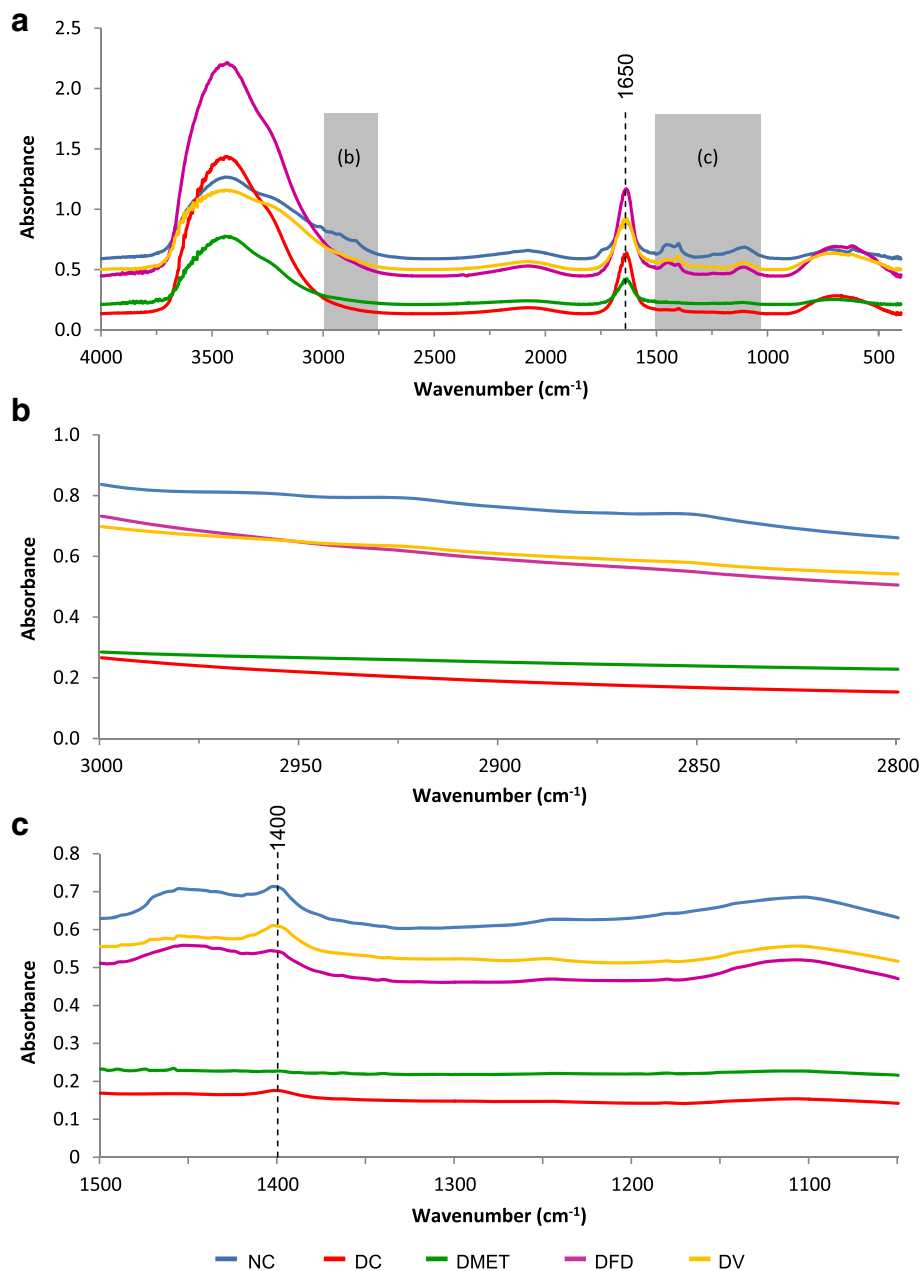 a
2.5
2.0
1.5
1.0
0.5
0.0
Absorbance
1650
(b)
(c)
4000 3500 3000 2500 2000 1500 1000 500
Wavenumber (cm⁻¹)
b
1.0
0.8
0.6
0.4
0.2
0.0
Absorbance
3000 2950 2900 2850 2800
Wavenumber (cm⁻¹)
c
1400
0.8
0.7
0.6
0.5
0.4
0.3
0.2
0.1
0
Absorbance
1500 1400 1300 1200 1100
Wavenumber (cm⁻¹)
NC DC DMET DFD DV